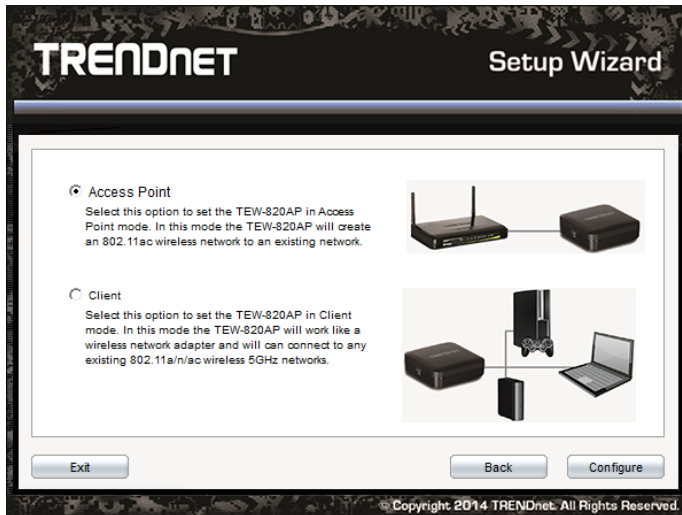 TRENDNET
Setup Wizard
Access Point
Select this option to set the TEW-820AP in Access
Point mode. In this mode the TEW-820AP will create
an 802.11ac wireless network to an existing network.
Client
Select this option to set the TEW-820AP in Client
mode. In this mode the TEW-820AP will work like a
wireless network adapter and will can connect to any
existing 802.11a/n/ac wireless 5GHz networks.
Exit
Back
Configure
© Copyright 2014 TRENDnet. All Rights Reserved.